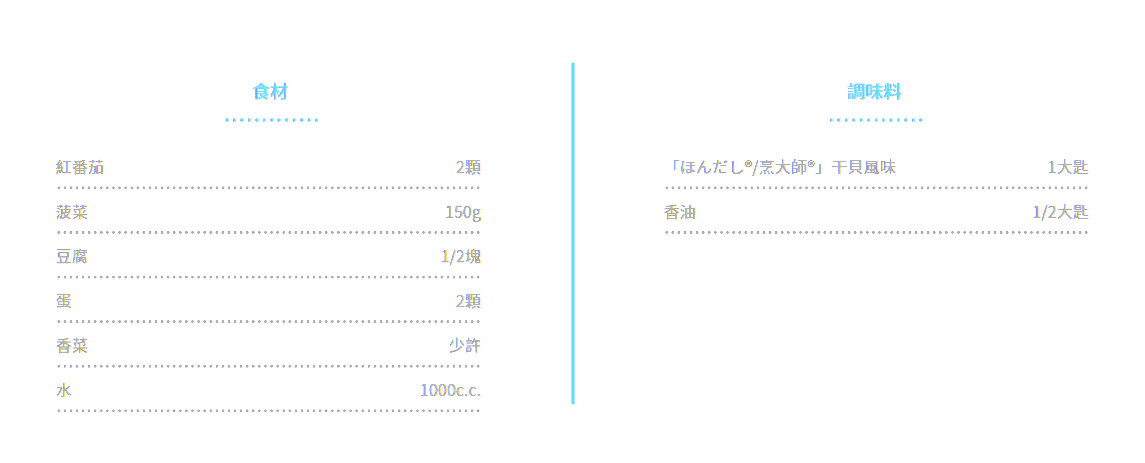 食材
紅番茄 2顆
菠菜 150g
豆腐 1/2塊
蛋 2顆
香菜 少許
水 1000c.c.
調味料
「ほんだし®/烹大師®」干貝風味 1大匙
香油 1/2大匙